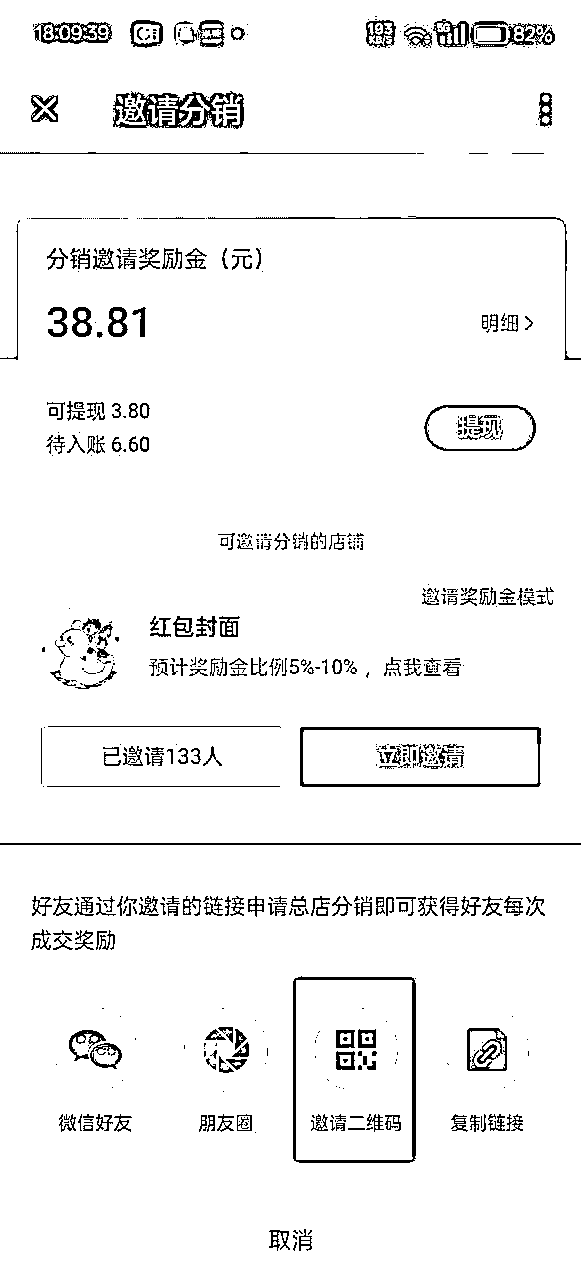 18:09:39
82%
邀请分销
分销邀请奖励金（元）
38.81
明细 >
可提现 3.80
待入账 6.60
提现
可邀请分销的店铺
邀请奖励金模式
红包封面
预计奖励金比例5%-10% ，点我查看
已邀请133人
立即邀请
好友通过你邀请的链接申请总店分销即可获得好友每次
成交奖励
微信好友
朋友圈
邀请二维码
复制链接
取消